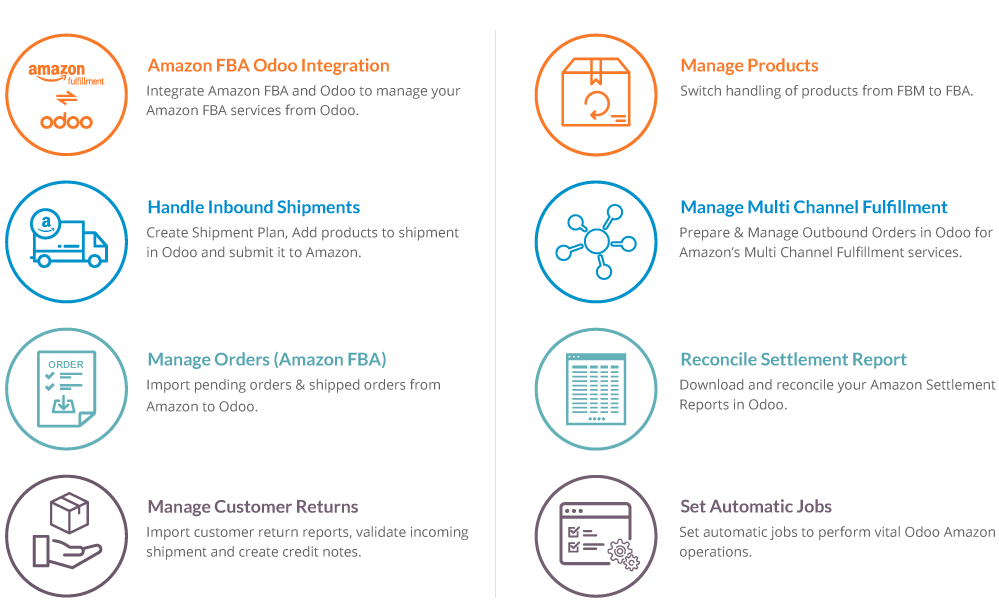 amazon
fulfillment
odoo
Amazon FBA Odoo Integration
Integrate Amazon FBA and Odoo to manage your
Amazon FBA services from Odoo.
a
Handle Inbound Shipments
Create Shipment Plan, Add products to shipment
in Odoo and submit it to Amazon.
ORDER
Manage Orders (Amazon FBA)
Import pending orders & shipped orders from
Amazon to Odoo.
Manage Customer Returns
Import customer return reports, validate incoming
shipment and create credit notes.
Manage Products
Switch handling of products from FBM to FBA.
Manage Multi Channel Fulfillment
Prepare & Manage Outbound Orders in Odoo for
Amazon’s Multi Channel Fulfillment services.
Reconcile Settlement Report
Download and reconcile your Amazon Settlement
Reports in Odoo.
Set Automatic Jobs
Set automatic jobs to perform vital Odoo Amazon
operations.